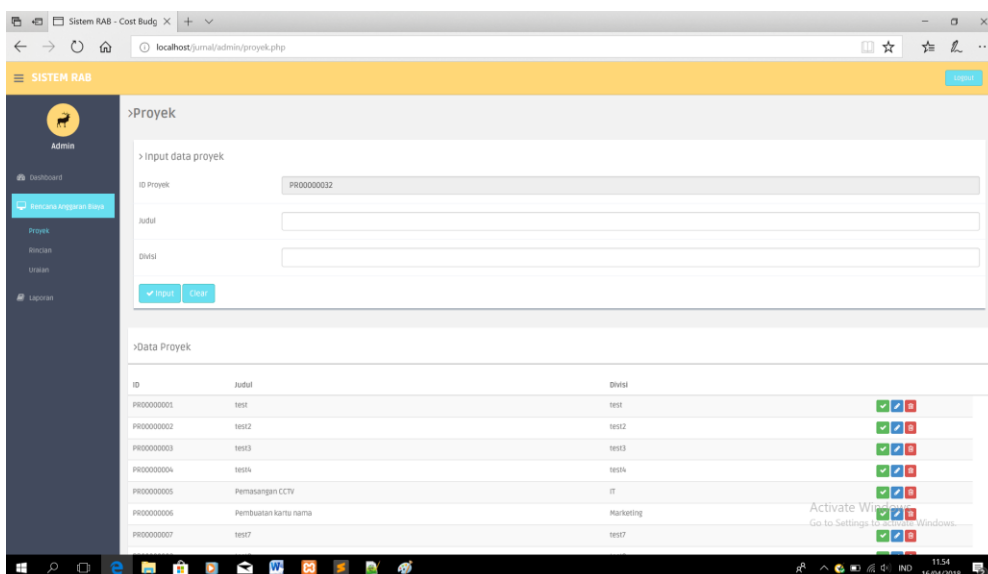 Sistem RAB - Cost Budg
localhost/jurnal/admin/proyek.php
SISTEM RAB
Logout
Admin
Dashboard
Rencana Anggaran Biaya
Proyek
Rincian
Uraian
Laporan
>Proyek
> Input data proyek
ID Proyek PR00000032
Judul
Divisi
Input Clear
>Data Proyek
ID Judul Divisi
PR00000001 test test
PR00000002 test2 test2
PR00000003 test3 test3
PR00000004 test4 test4
PR00000005 Pemasangan CCTV IT
PR00000006 Pembuatan kartu nama Marketing
PR00000007 test7 test7
Activate Windows
Go to Settings to activate Windows.
IND
11.54
16/04/2018